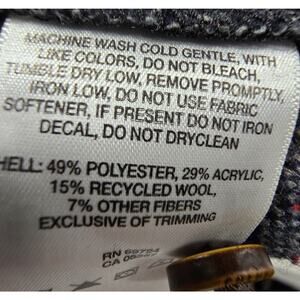 MACHINE WASH COLD GENTLE, WITH
LIKE COLORS, DO NOT BLEACH,
TUMBLE DRY LOW, REMOVE PROMPTLY,
IRON LOW. DO NOT USE FABRIC
SOFTENER, IF PRESENT DO NOT IRON
DECAL, DO NOT DRYCLEAN
HELL: 49% POLYESTER, 29% ACRYLIC,
15% RECYCLED WOOL,
7% OTHER FIBERS
EXCLUSIVE OF TRIMMING
RN
CA